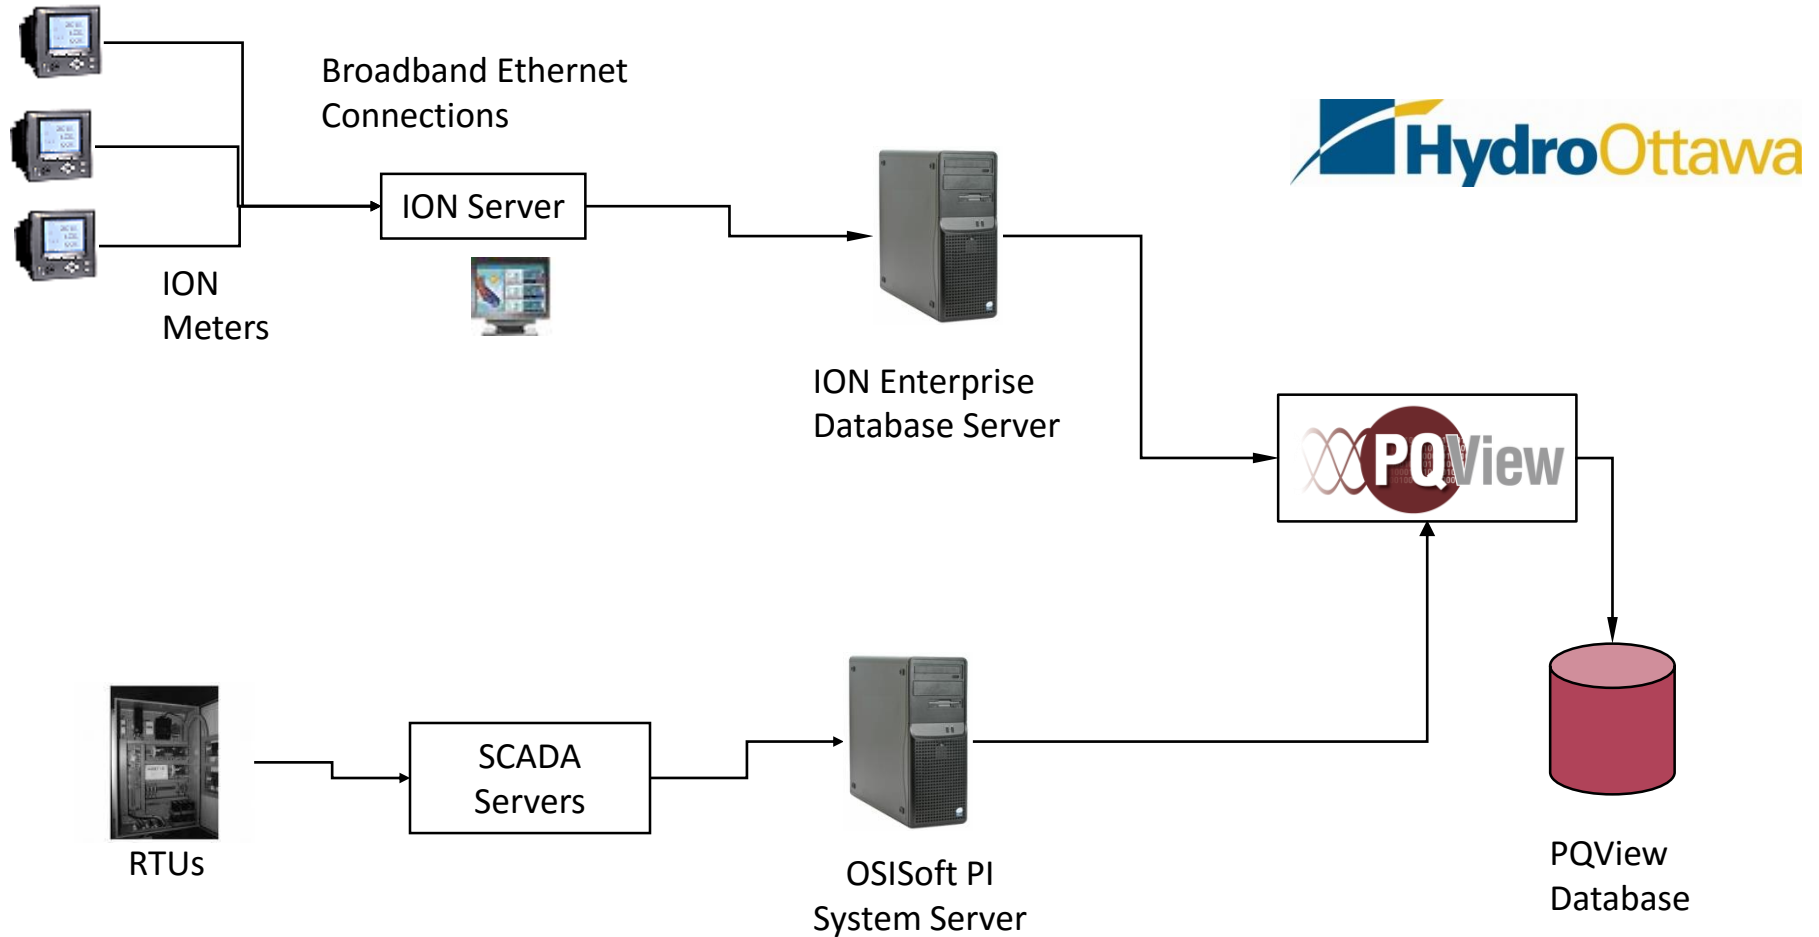 Broadband Ethernet
Connections
HydroOttawa
ION Server
ION
Meters
ION Enterprise
Database Server
PQView
SCADA
Servers
RTUs
OSISoft PI
System Server
PQView
Database